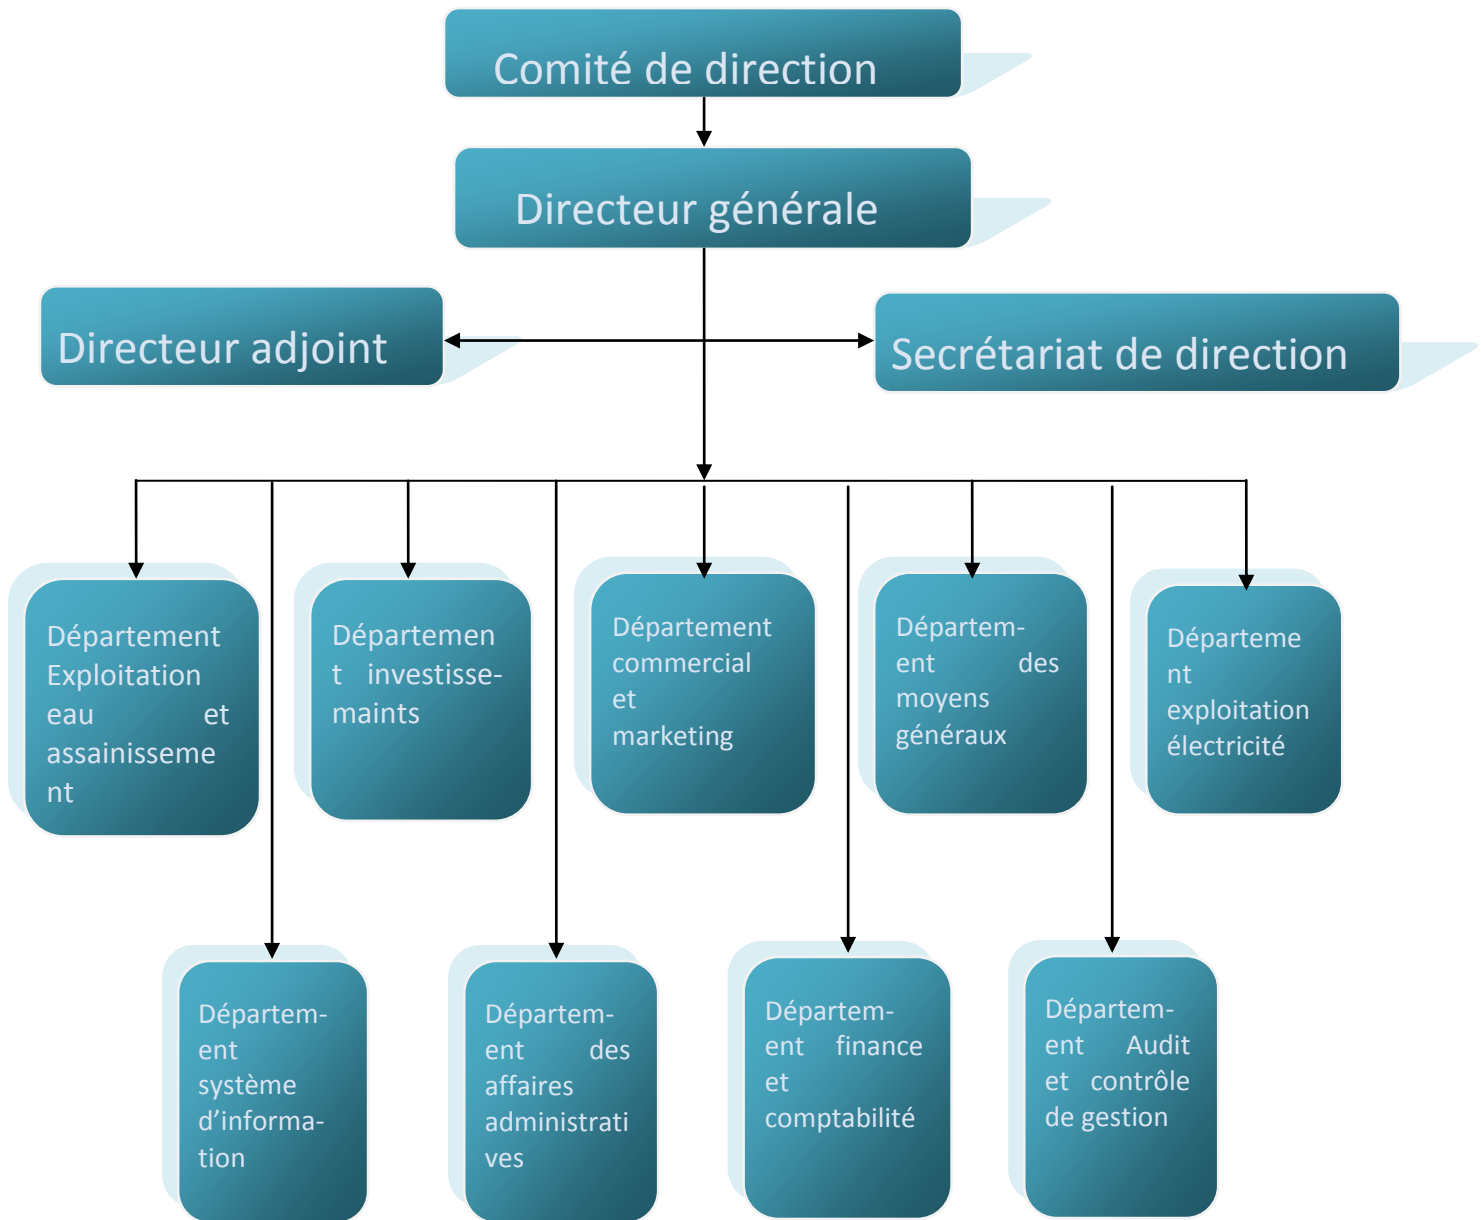 Comité de direction
Directeur générale
Directeur adjoint
Secrétariat de direction
Département
Exploitation
eau et
assainisseme
nt
Départemen
t investisse-
maints
Département
commercial
et
marketing
Départem-
ent des
moyens
généraux
Départeme
nt
exploitation
électricité
Départem-
ent
système
d’informa-
tion
Départem-
ent des
affaires
administrati
ves
Départem-
ent finance
et
comptabilité
Départem-
ent Audit
et contrôle
de gestion